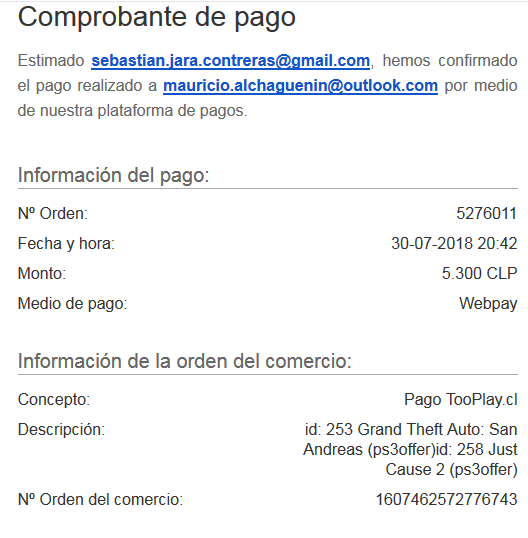 Comprobante de pago
Estimado sebastian.jara.contreras@gmail.com, hemos confirmado
el pago realizado a mauricio.alchaguenin@outlook.com por medio
de nuestra plataforma de pagos.
Información del pago:
Nº Orden: 5276011
Fecha y hora: 30-07-2018 20:42
Monto: 5.300 CLP
Medio de pago: Webpay
Información de la orden del comercio:
Concepto: Pago TooPlay.cl
Descripción: id: 253 Grand Theft Auto: San
Andreas (ps3offer)id: 258 Just
Cause 2 (ps3offer)
Nº Orden del comercio: 1607462572776743